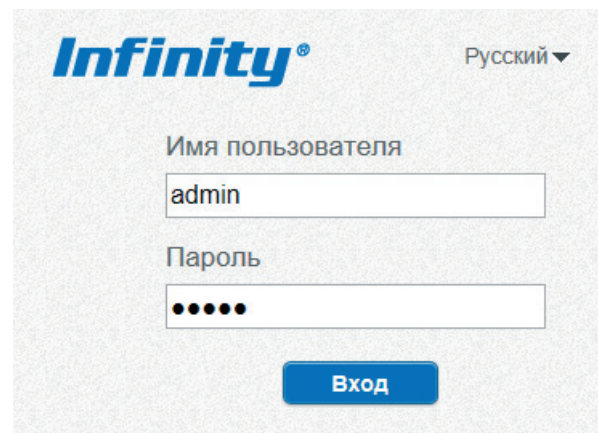 Infinity®
Русский
Имя пользователя
admin
Пароль
•••••
Вход